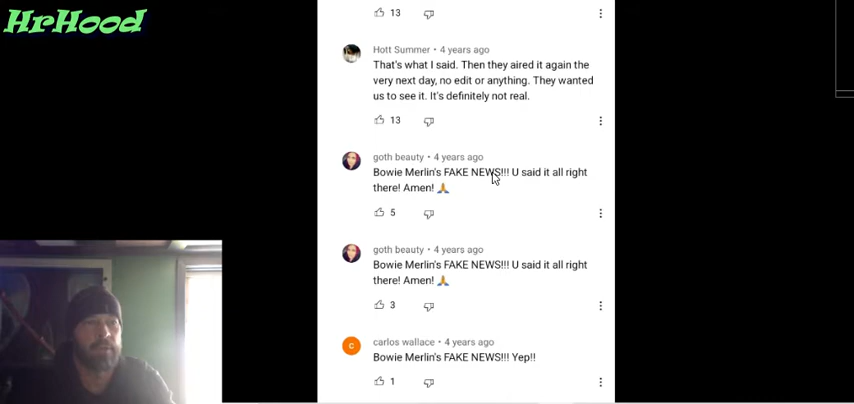 HrHood
13
Hott Summer • 4 years ago
That's what I said. Then they aired it again the
very next day, no edit or anything. They wanted
us to see it. It's definitely not real.
13
goth beauty • 4 years ago
Bowie Merlin's FAKE NEWS!!! U said it all right
there! Amen! 🙏
5
goth beauty • 4 years ago
Bowie Merlin's FAKE NEWS!!! U said it all right
there! Amen! 🙏
3
c
carlos wallace • 4 years ago
Bowie Merlin's FAKE NEWS!!! Yep!!
1